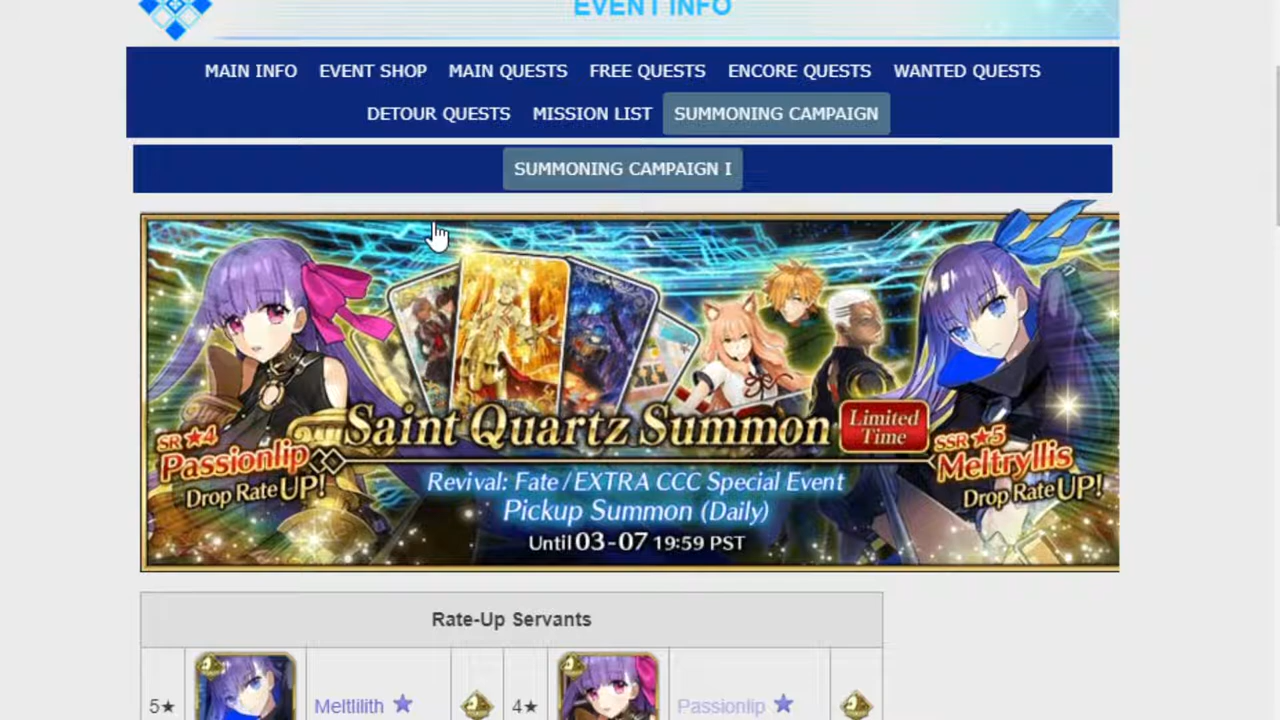 EVENT INFO
MAIN INFO EVENT SHOP MAIN QUESTS FREE QUESTS ENCORE QUESTS WANTED QUESTS
DETOUR QUESTS MISSION LIST SUMMONING CAMPAIGN
SUMMONING CAMPAIGN I
Saint Quartz Summon
Limited
Time
SR ★4
Passionlip
Drop Rate UP!
SSR ★5
Meltryllis
Drop Rate UP!
Revival: Fate/EXTRA CCC Special Event
Pickup Summon (Daily)
Until 03-07 19:59 PST
Rate-Up Servants
5★ Meltlilith ★ 4★ Passionlip ★